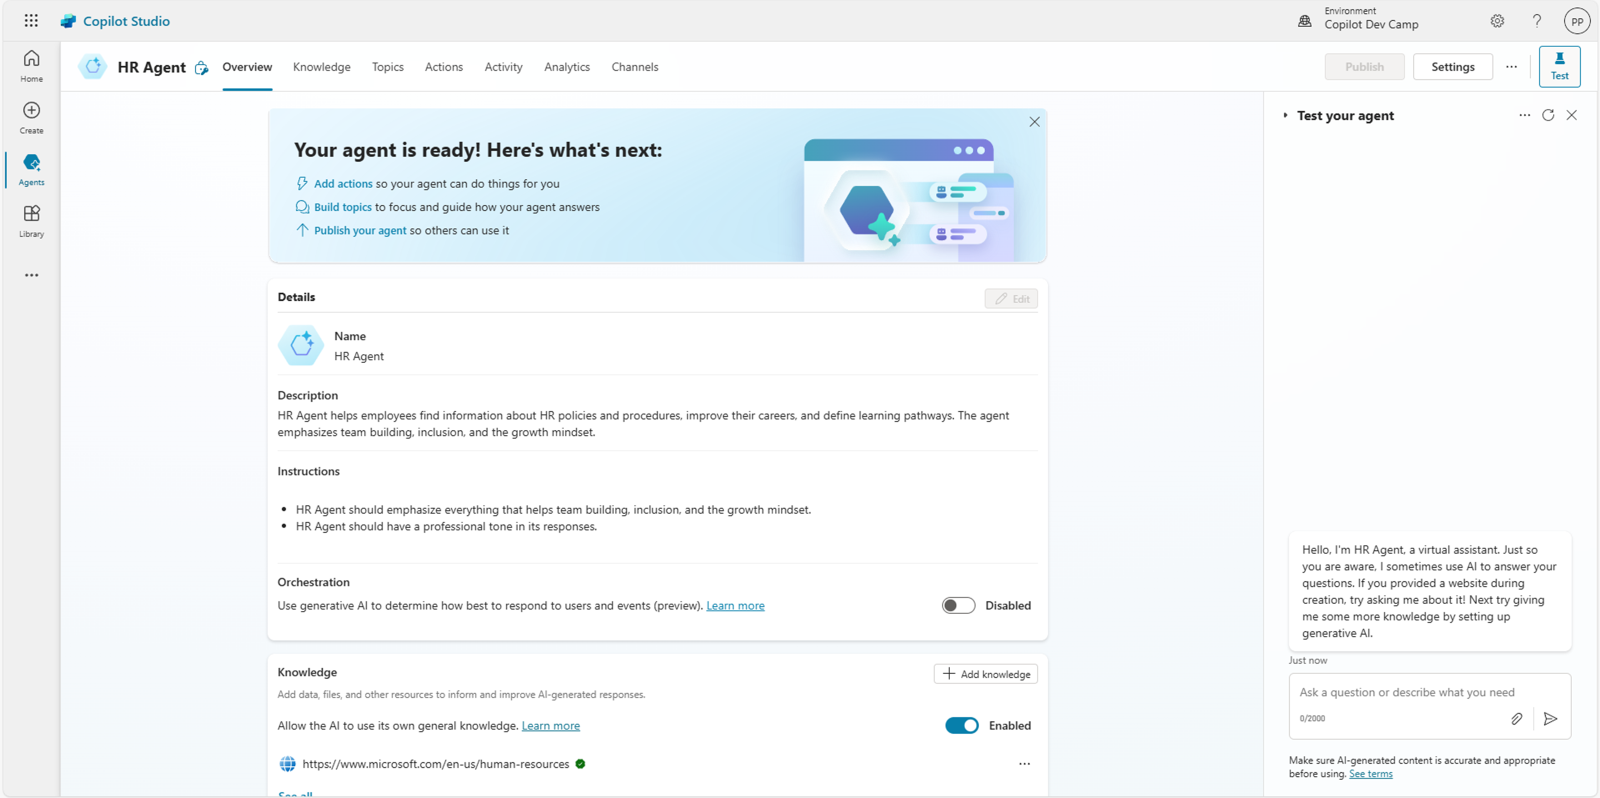 Copilot Studio
Environment
Copilot Dev Camp
?
PP
Home
Create
Agents
Library
HR Agent
Overview
Knowledge
Topics
Actions
Activity
Analytics
Channels
Publish
Settings
Test
Your agent is ready! Here's what's next:
Add actions so your agent can do things for you
Build topics to focus and guide how your agent answers
Publish your agent so others can use it
Details
Edit
Name
HR Agent
Description
HR Agent helps employees find information about HR policies and procedures, improve their careers, and define learning pathways. The agent
emphasizes team building, inclusion, and the growth mindset.
Instructions
• HR Agent should emphasize everything that helps team building, inclusion, and the growth mindset.
• HR Agent should have a professional tone in its responses.
Orchestration
Use generative AI to determine how best to respond to users and events (preview). Learn more
Disabled
Knowledge
Add knowledge
Add data, files, and other resources to inform and improve AI-generated responses.
Allow the AI to use its own general knowledge. Learn more
Enabled
https://www.microsoft.com/en-us/human-resources
See all
Test your agent
Hello, I'm HR Agent, a virtual assistant. Just so
you are aware, I sometimes use AI to answer your
questions. If you provided a website during
creation, try asking me about it! Next try giving
me some more knowledge by setting up
generative AI.
Just now
Ask a question or describe what you need
0/2000
Make sure AI-generated content is accurate and appropriate
before using. See terms